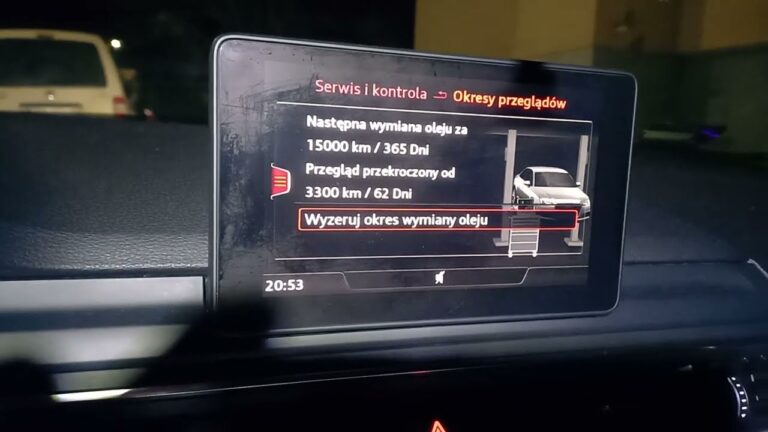 Serwis i kontrola Okresy przeglądów
Następna wymiana oleju za
15000 km / 365 Dni
Przegląd przekroczony od
3300 km / 62 Dni
Wyzeruj okres wymiany oleju
20:53